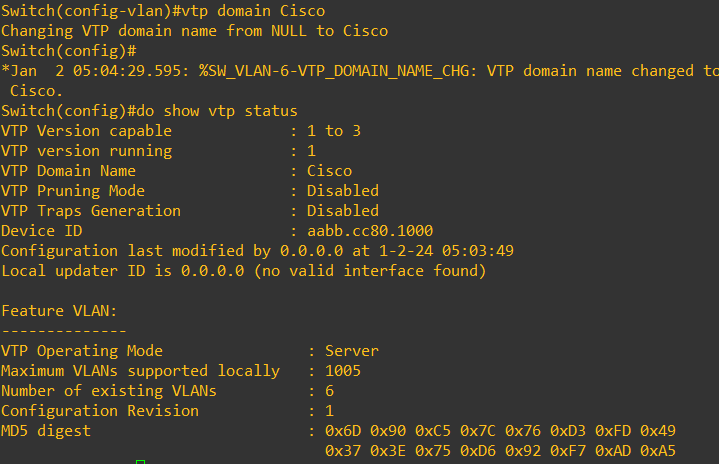 Switch(config-vlan)#vtp domain Cisco
Changing VTP domain name from NULL to Cisco
Switch(config)#
*Jan  2 05:04:29.595: %SW_VLAN-6-VTP_DOMAIN_NAME_CHG: VTP domain name changed to
 Cisco.
Switch(config)#do show vtp status
VTP Version capable             : 1 to 3
VTP version running             : 1
VTP Domain Name                 : Cisco
VTP Pruning Mode                : Disabled
VTP Traps Generation            : Disabled
Device ID                       : aabb.cc80.1000
Configuration last modified by 0.0.0.0 at 1-2-24 05:03:49
Local updater ID is 0.0.0.0 (no valid interface found)

Feature VLAN:
--------------
VTP Operating Mode                : Server
Maximum VLANs supported locally   : 1005
Number of existing VLANs          : 6
Configuration Revision            : 1
MD5 digest                        : 0x6D 0x90 0xC5 0x7C 0x76 0xD3 0xFD 0x49
                                    0x37 0x3E 0x75 0xD6 0x92 0xF7 0xAD 0xA5